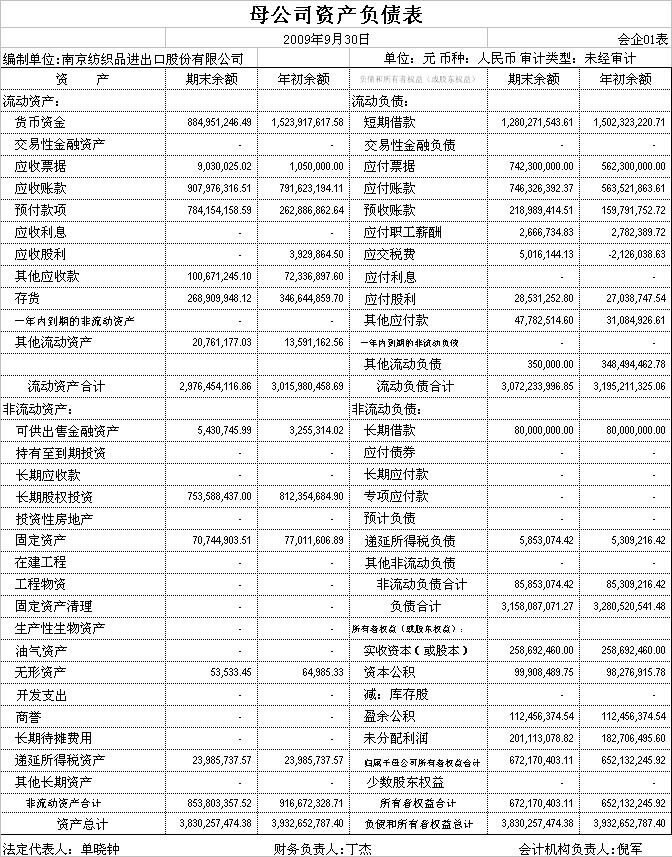 母公司资产负债表
2009年9月30日 会企01表
编制单位:南京纺织品进出口股份有限公司 单位：元 币种：人民币 审计类型：未经审计
资 产 期末余额 年初余额 负债和所有者权益（或股东权益） 期末余额 年初余额
流动资产： 流动负债：
货币资金 884,951,246.49 1,523,917,617.58 短期借款 1,280,271,543.61 1,502,323,220.71
交易性金融资产 - - 交易性金融负债
应收票据 9,030,025.02 1,050,000.00 应付票据 742,300,000.00 562,300,000.00
应收账款 907,976,316.51 791,623,194.11 应付账款 746,326,392.37 563,521,863.61
预付款项 784,154,158.59 262,886,862.64 预收账款 218,989,414.51 159,791,752.72
应收利息 - - 应付职工薪酬 2,666,734.83 2,782,389.72
应收股利 - 3,929,864.50 应交税费 5,016,144.13 -2,126,038.63
其他应收款 100,671,245.10 72,336,897.60 应付利息 - -
存货 268,909,948.12 346,644,859.70 应付股利 28,531,252.80 27,038,747.54
一年内到期的非流动资产 - - 其他应付款 47,782,514.60 31,084,926.61
其他流动资产 20,761,177.03 13,591,162.56 一年内到期的非流动负债 - -
其他流动负债 350,000.00 348,494,462.78
流动资产合计 2,976,454,116.86 3,015,980,458.69 流动负债合计 3,072,233,996.85 3,195,211,325.06
非流动资产： 非流动负债：
可供出售金融资产 5,430,745.99 3,255,314.02 长期借款 80,000,000.00 80,000,000.00
持有至到期投资 - - 应付债券 - -
长期应收款 - - 长期应付款 - -
长期股权投资 753,588,437.00 812,354,684.90 专项应付款 - -
投资性房地产 - - 预计负债 - -
固定资产 70,744,903.51 77,011,606.89 递延所得税负债 5,853,074.42 5,309,216.42
在建工程 - - 其他非流动负债
工程物资 - - 非流动负债合计 85,853,074.42 85,309,216.42
固定资产清理 - - 负债合计 3,158,087,071.27 3,280,520,541.48
生产性生物资产 - - 所有者权益（或股东权益）：
油气资产 - - 实收资本（或股本） 258,692,460.00 258,692,460.00
无形资产 53,533.45 64,985.33 资本公积 99,908,489.75 98,276,915.78
开发支出 - - 减：库存股 - -
商誉 - - 盈余公积 112,456,374.54 112,456,374.54
长期待摊费用 - - 未分配利润 201,113,078.82 182,706,495.60
递延所得税资产 23,985,737.57 23,985,737.57 归属于母公司所有者权益合计 672,170,403.11 652,132,245.92
其他长期资产 - - 少数股东权益 - -
非流动资产合计 853,803,357.52 916,672,328.71 所有者权益合计 672,170,403.11 652,132,245.92
资产总计 3,830,257,474.38 3,932,652,787.40 负债和所有者权益总计 3,830,257,474.38 3,932,652,787.40
法定代表人：单晓钟 财务负责人:丁杰 会计机构负责人:倪军